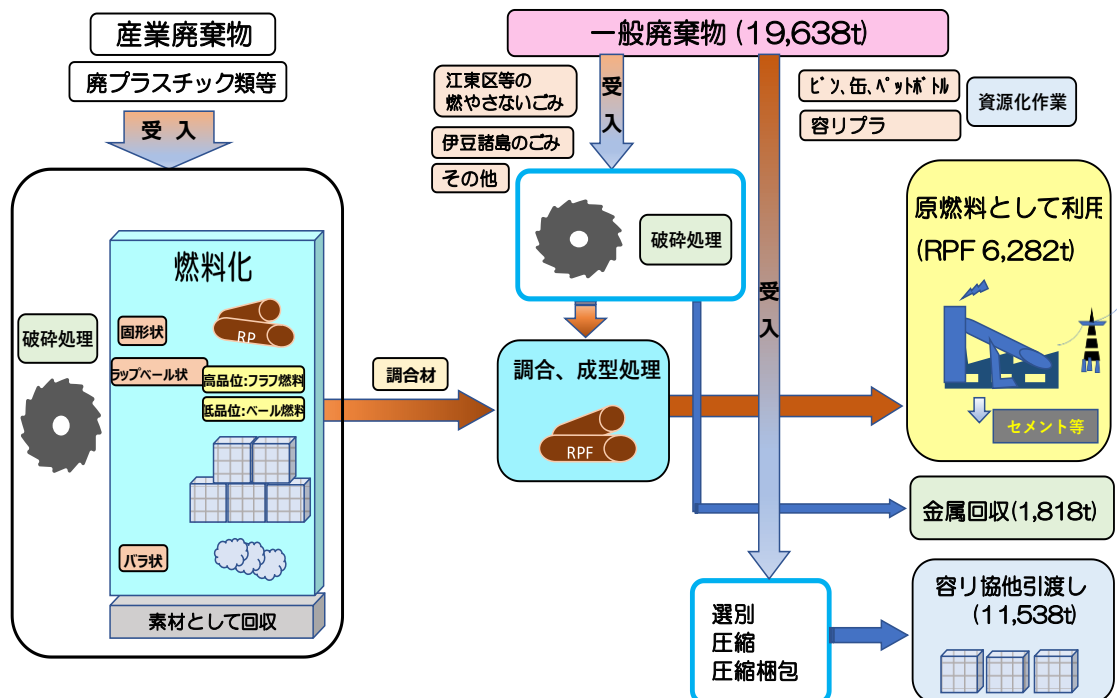 産業廃棄物
廃プラスチック類等
受 入
破砕処理
燃料化
固形状
RP
ラップベール状
高品位:フラフ燃料
低品位:ベール燃料
バラ状
素材として回収
調合材
一般廃棄物 (19,638t)
江東区等の
燃やさないごみ
伊豆諸島のごみ
その他
受
入
破砕処理
調合、成型処理
RPF
ビン、缶、ペットボトル
容リプラ
資源化作業
受
入
選別
圧縮
圧縮梱包
原燃料として利用
(RPF 6,282t)
セメント等
金属回収(1,818t)
容リ協他引渡し
(11,538t)